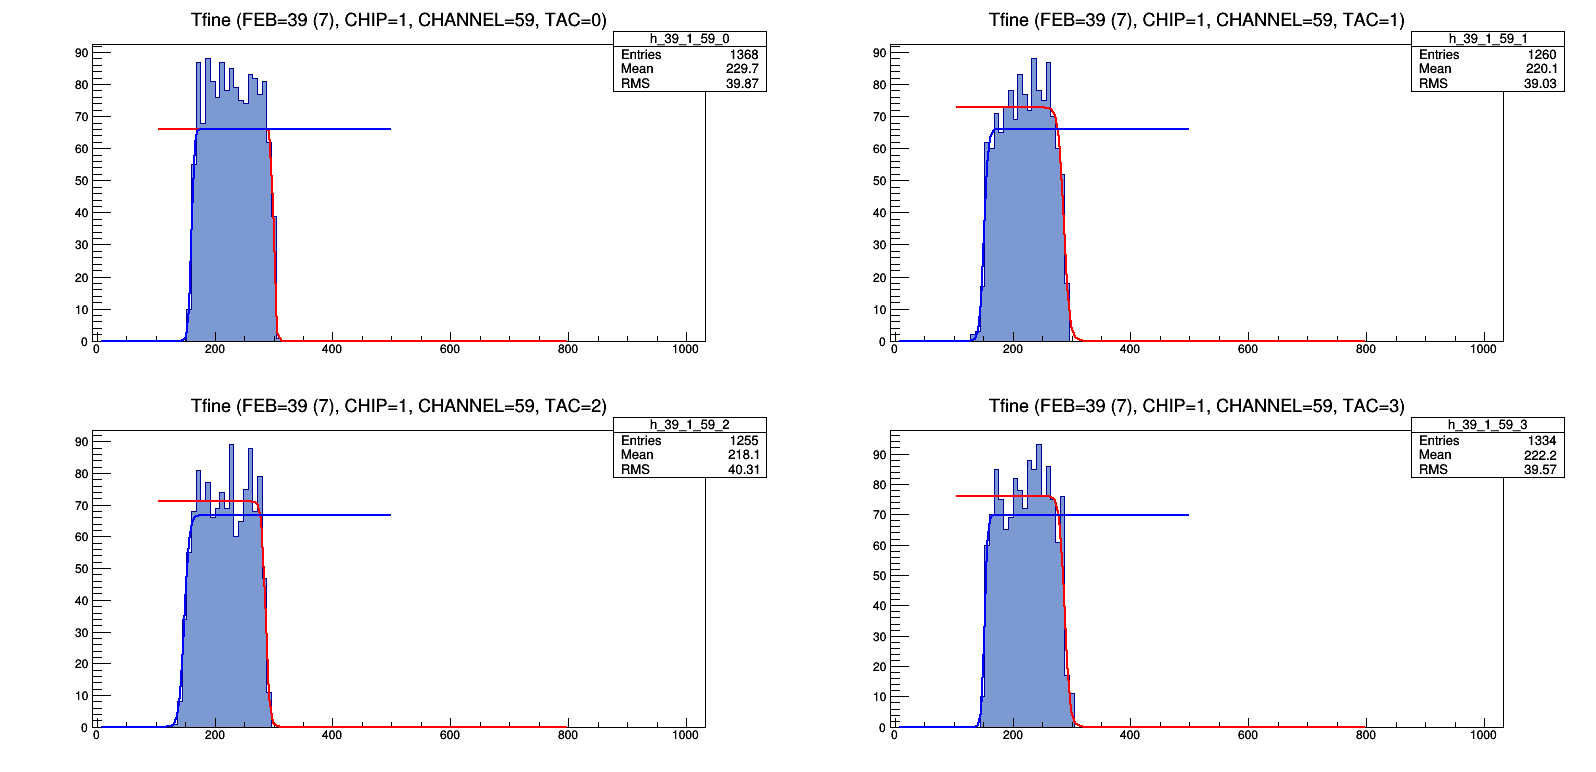 Tfine (FEB=39 (7), CHIP=1, CHANNEL=59, TAC=0)
h_39_1_59_0
Entries 1368
Mean 229.7
RMS 39.87
90
80
70
60
50
40
30
20
10
0
0 200 400 600 800 1000
Tfine (FEB=39 (7), CHIP=1, CHANNEL=59, TAC=1)
h_39_1_59_1
Entries 1260
Mean 220.1
RMS 39.03
90
80
70
60
50
40
30
20
10
0
0 200 400 600 800 1000
Tfine (FEB=39 (7), CHIP=1, CHANNEL=59, TAC=2)
h_39_1_59_2
Entries 1255
Mean 218.1
RMS 40.31
90
80
70
60
50
40
30
20
10
0
0 200 400 600 800 1000
Tfine (FEB=39 (7), CHIP=1, CHANNEL=59, TAC=3)
h_39_1_59_3
Entries 1334
Mean 222.2
RMS 39.57
90
80
70
60
50
40
30
20
10
0
0 200 400 600 800 1000